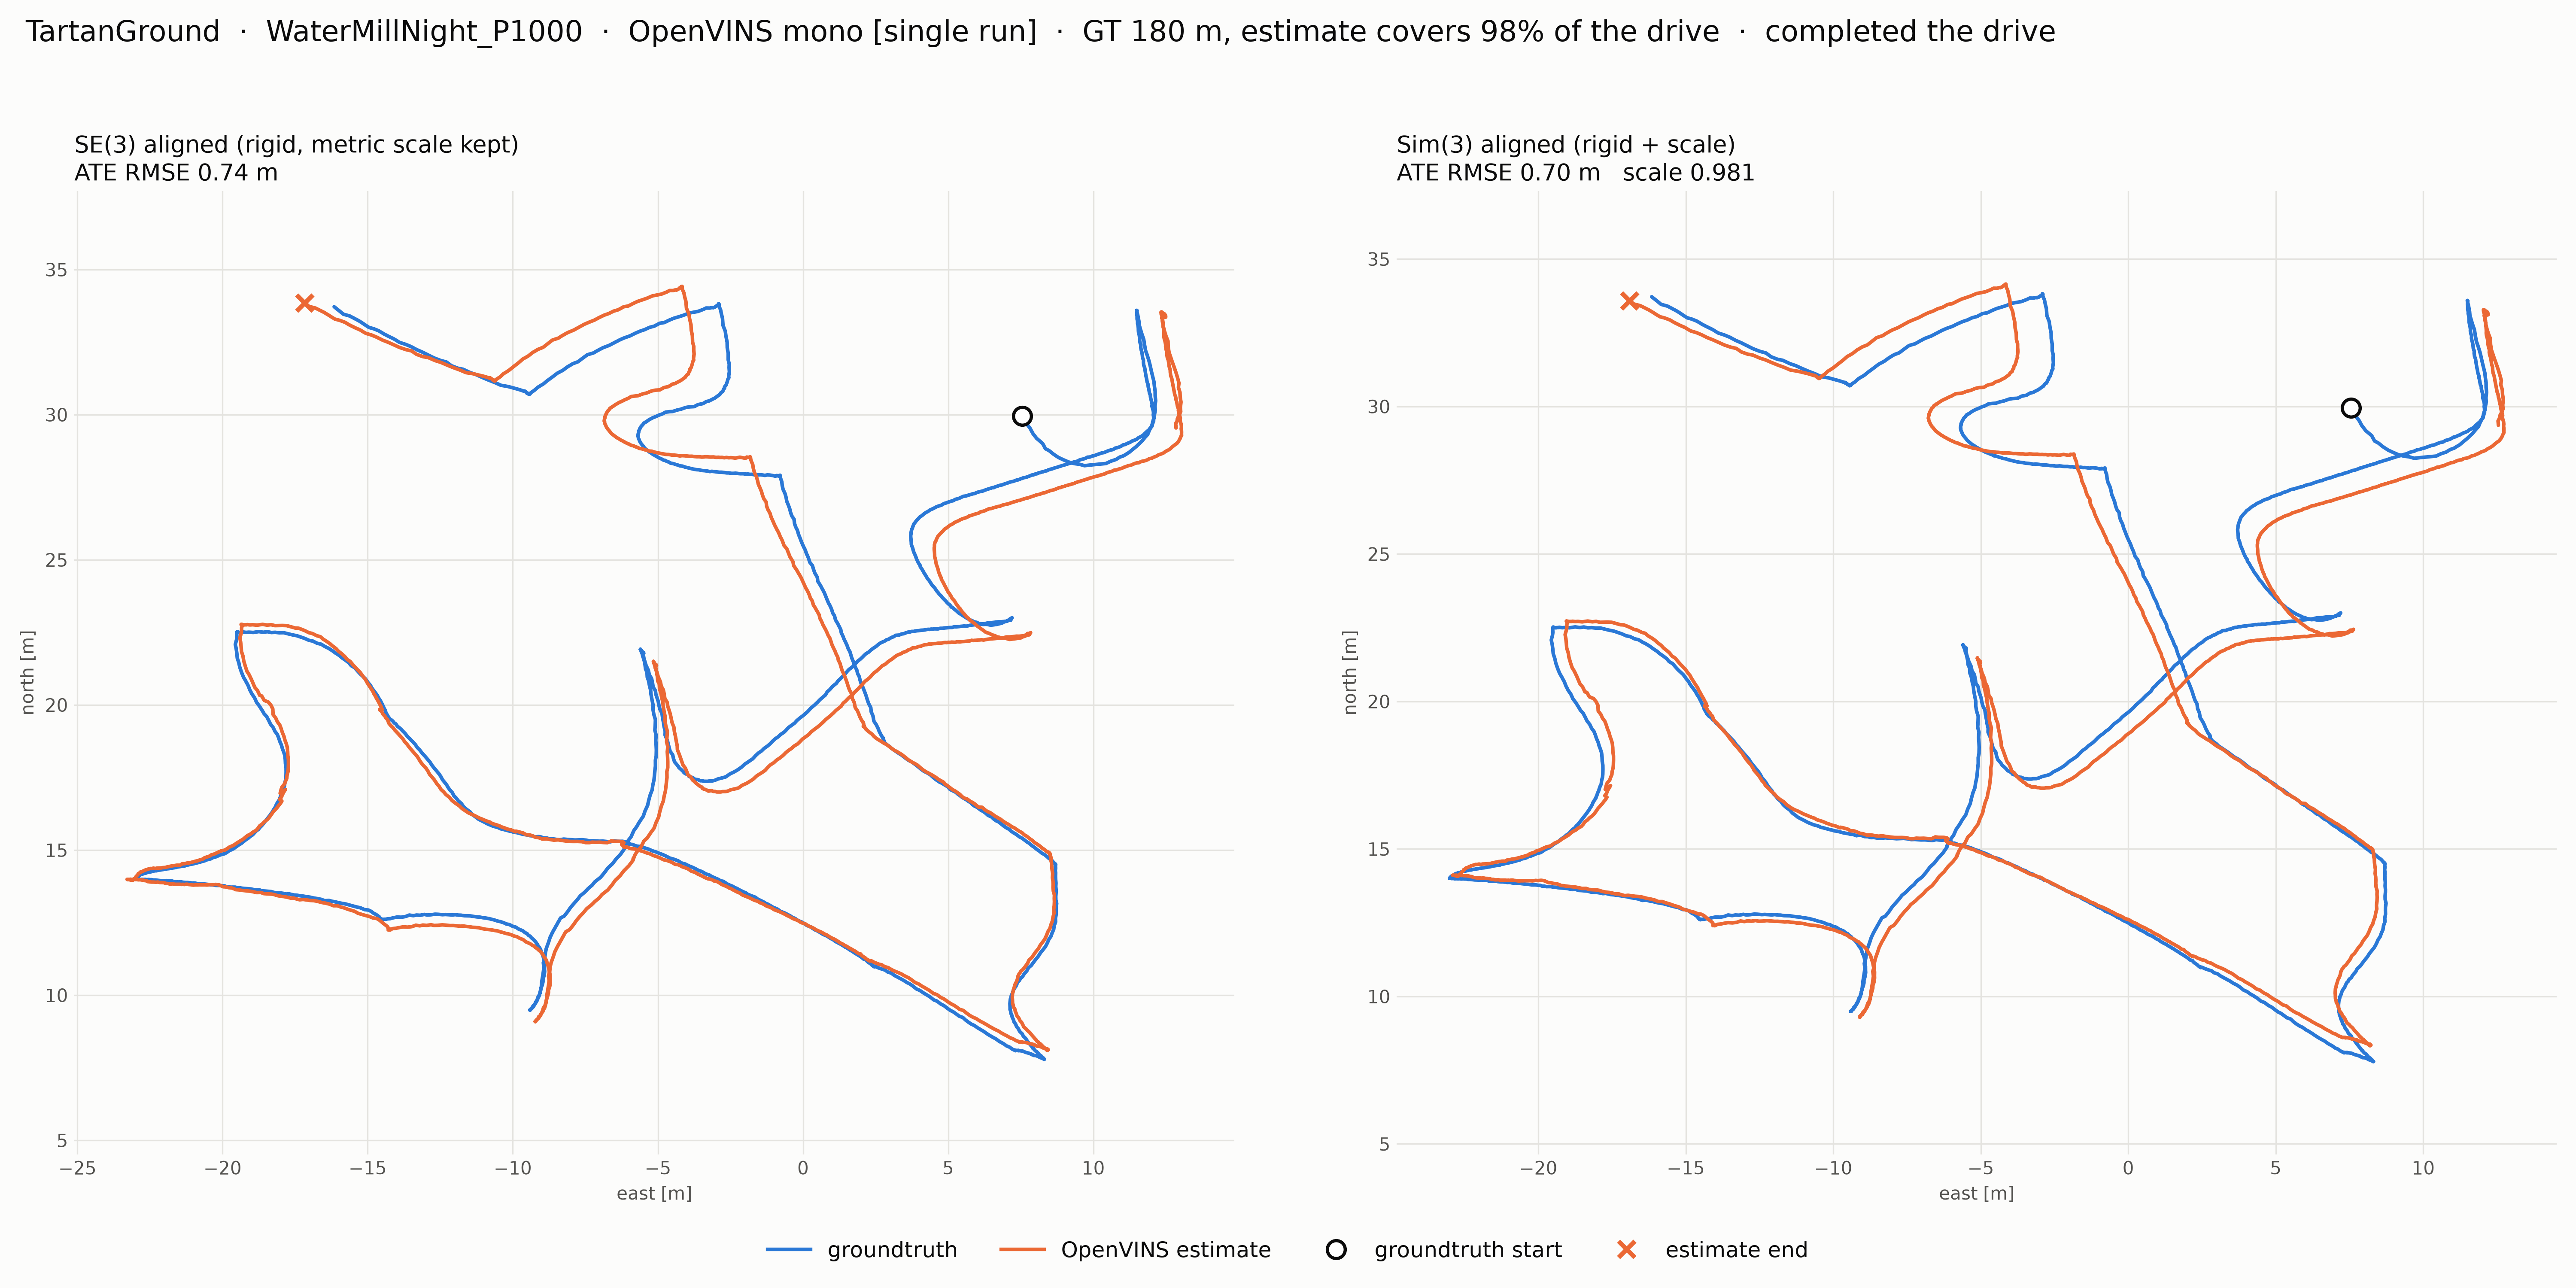 TartanGround · WaterMillNight_P1000 · OpenVINS mono [single run] · GT 180 m, estimate covers 98% of the drive · completed the drive
SE(3) aligned (rigid, metric scale kept)
ATE RMSE 0.74 m
35
30
25
20
15
10
5
north [m]
−25 −20 −15 −10 −5 0 5 10
east [m]
Sim(3) aligned (rigid + scale)
ATE RMSE 0.70 m scale 0.981
35
30
25
20
15
10
5
north [m]
−20 −15 −10 −5 0 5 10
east [m]
groundtruth OpenVINS estimate groundtruth start estimate end